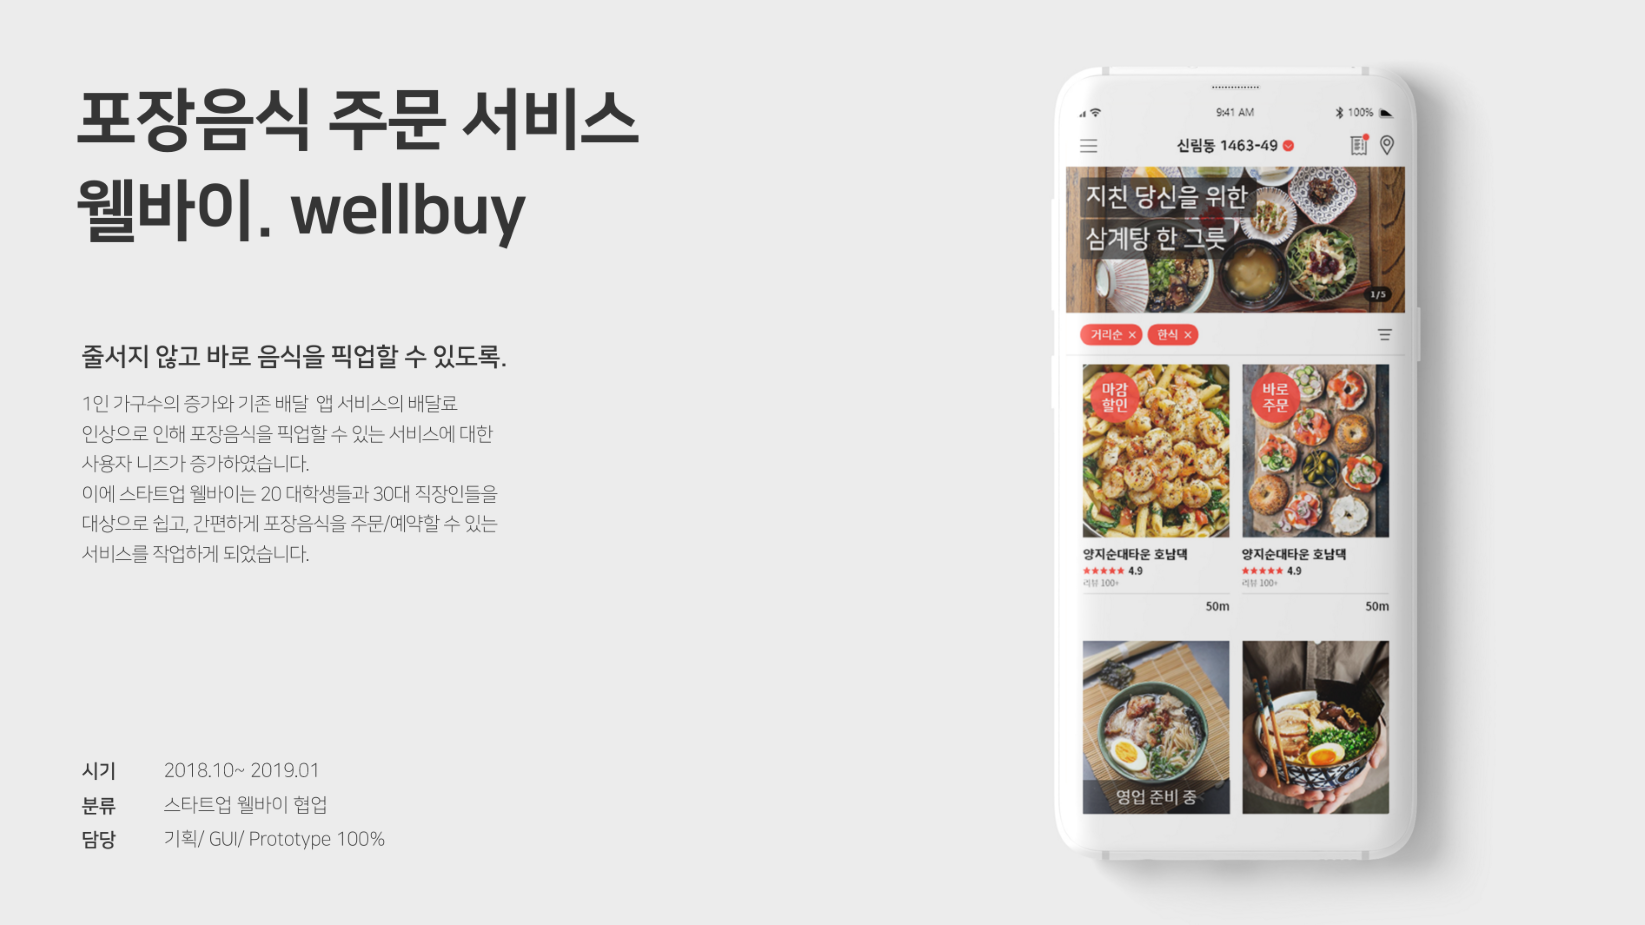 포장음식 주문 서비스
웰바이. wellbuy
줄서지 않고 바로 음식을 픽업할 수 있도록.
1인 가구수의 증가와 기존 배달 앱 서비스의 배달료
인상으로 인해 포장음식을 픽업할 수 있는 서비스에 대한
사용자 니즈가 증가하였습니다.
이에 스타트업 웰바이는 20 대학생들과 30대 직장인들을
대상으로 쉽고, 간편하게 포장음식을 주문/예약할 수 있는
서비스를 작업하게 되었습니다.
시기 2018.10~ 2019.01
분류 스타트업 웰바이 협업
담당 기획/ GUI/ Prototype 100%
9:41 AM 100%
신림동 1463-49
지친 당신을 위한
삼계탕 한 그릇
1/5
거리순 × 한식 ×
마감
할인
바로
주문
양지순대타운 호남댁 양지순대타운 호남댁
★★★★★ 4.9 ★★★★★ 4.9
리뷰 100+ 리뷰 100+
50m 50m
영업 준비 중